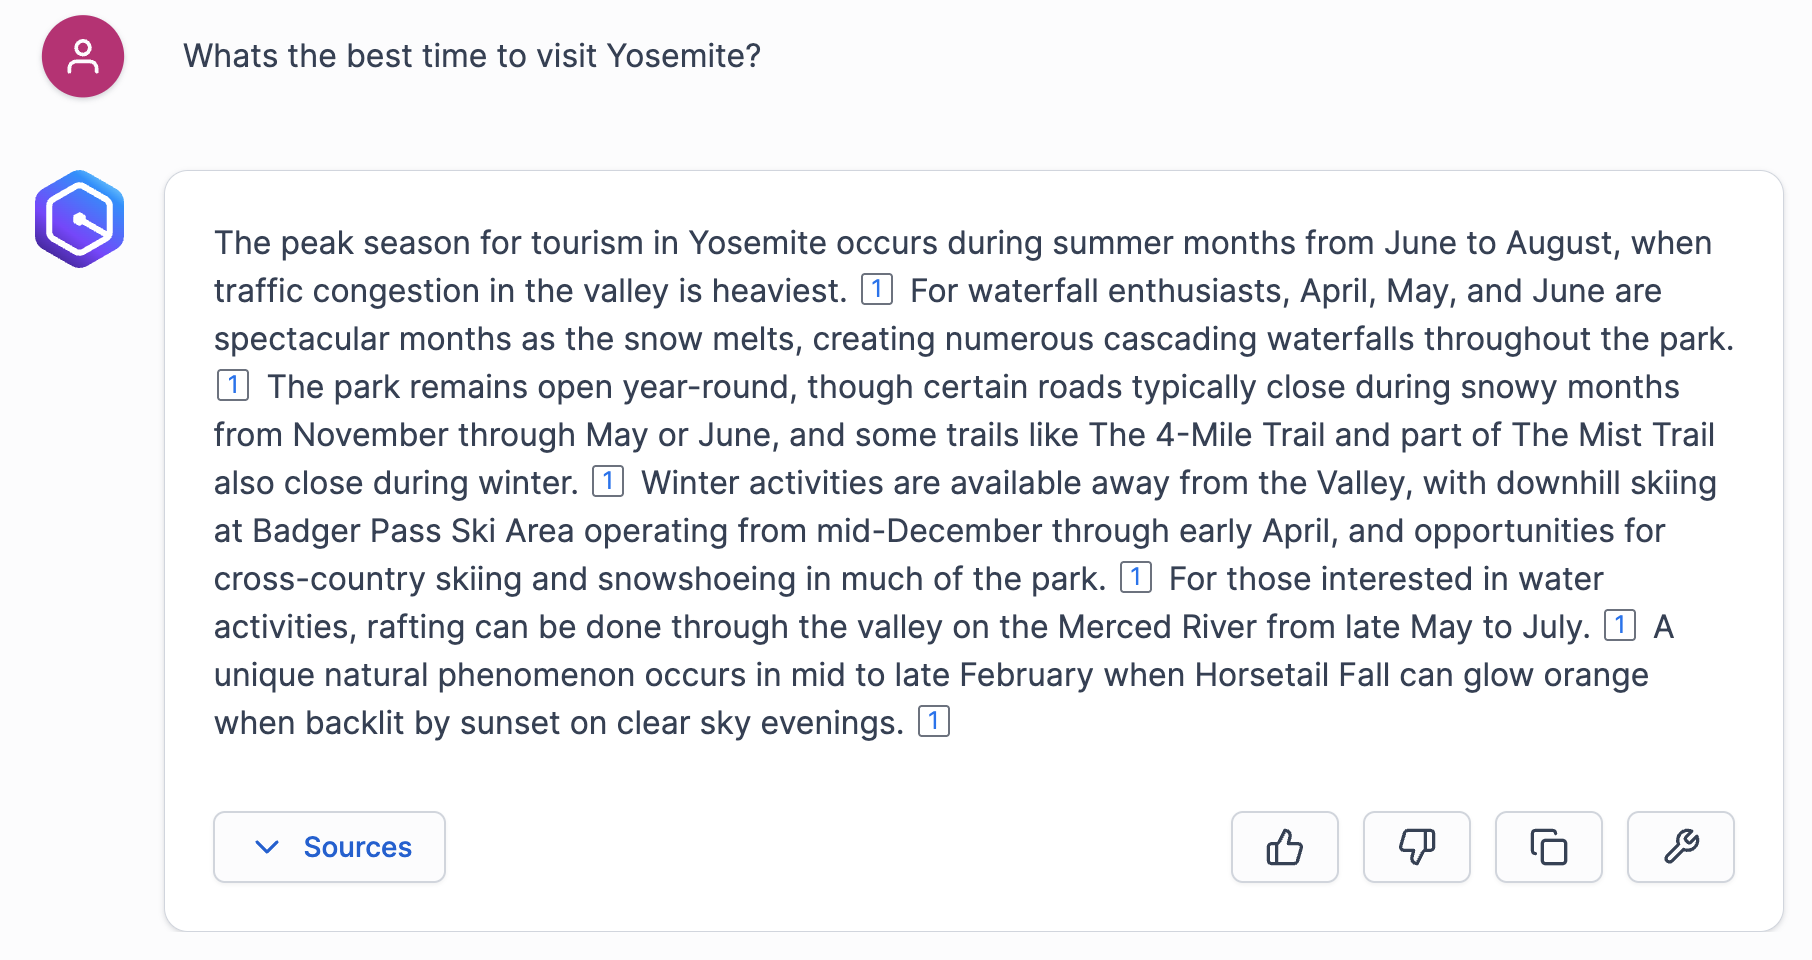 Whats the best time to visit Yosemite?
The peak season for tourism in Yosemite occurs during summer months from June to August, when
traffic congestion in the valley is heaviest. 1 For waterfall enthusiasts, April, May, and June are
spectacular months as the snow melts, creating numerous cascading waterfalls throughout the park.
1 The park remains open year-round, though certain roads typically close during snowy months
from November through May or June, and some trails like The 4-Mile Trail and part of The Mist Trail
also close during winter. 1 Winter activities are available away from the Valley, with downhill skiing
at Badger Pass Ski Area operating from mid-December through early April, and opportunities for
cross-country skiing and snowshoeing in much of the park. 1 For those interested in water
activities, rafting can be done through the valley on the Merced River from late May to July. 1 A
unique natural phenomenon occurs in mid to late February when Horsetail Fall can glow orange
when backlit by sunset on clear sky evenings. 1
Sources